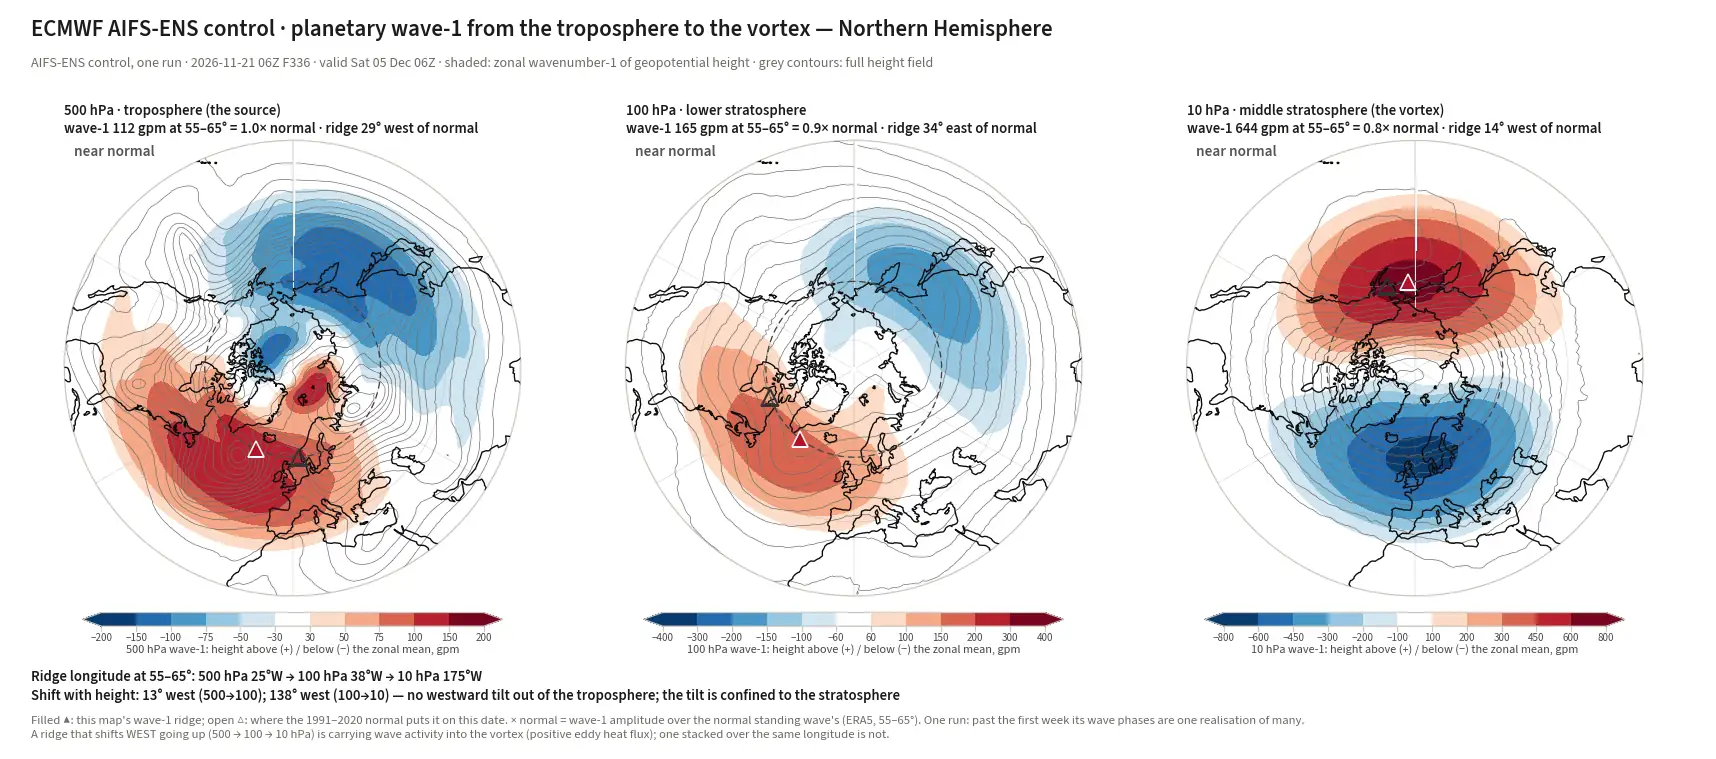 ECMWF AIFS-ENS control · planetary wave-1 from the troposphere to the vortex — Northern Hemisphere
AIFS-ENS control, one run · 2026-11-21 06Z F336 · valid Sat 05 Dec 06Z · shaded: zonal wavenumber-1 of geopotential height · grey contours: full height field
500 hPa · troposphere (the source)
wave-1 112 gpm at 55–65° = 1.0× normal · ridge 29° west of normal
near normal
100 hPa · lower stratosphere
wave-1 165 gpm at 55–65° = 0.9× normal · ridge 34° east of normal
near normal
10 hPa · middle stratosphere (the vortex)
wave-1 644 gpm at 55–65° = 0.8× normal · ridge 14° west of normal
near normal
−200 −150 −100 −75 −50 −30 30 50 75 100 150 200
500 hPa wave-1: height above (+) / below (−) the zonal mean, gpm
−400 −300 −200 −150 −100 −60 60 100 150 200 300 400
100 hPa wave-1: height above (+) / below (−) the zonal mean, gpm
−800 −600 −450 −300 −200 −100 100 200 300 450 600 800
10 hPa wave-1: height above (+) / below (−) the zonal mean, gpm
Ridge longitude at 55–65°: 500 hPa 25°W → 100 hPa 38°W → 10 hPa 175°W
Shift with height: 13° west (500→100); 138° west (100→10) — no westward tilt out of the troposphere; the tilt is confined to the stratosphere
Filled ▲: this map's wave-1 ridge; open △: where the 1991–2020 normal puts it on this date. × normal = wave-1 amplitude over the normal standing wave's (ERA5, 55–65°). One run: past the first week its wave phases are one realisation of many.
A ridge that shifts WEST going up (500 → 100 → 10 hPa) is carrying wave activity into the vortex (positive eddy heat flux); one stacked over the same longitude is not.